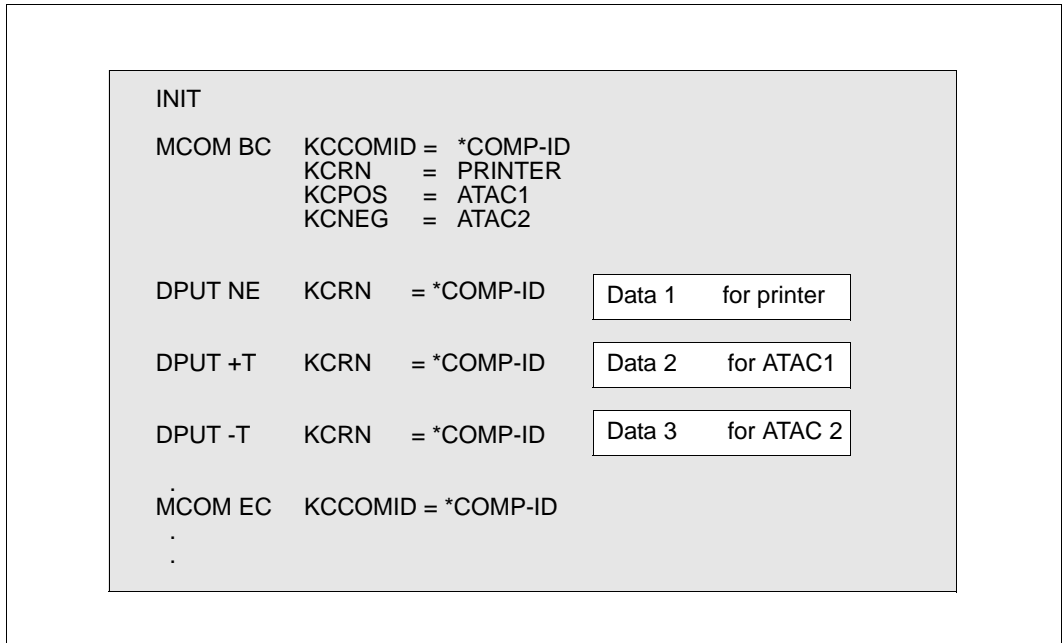 INIT
MCOM BC KCCOMID = *COMP-ID
KCRN = PRINTER
KCPOS = ATAC1
KCNEG = ATAC2
DPUT NE KCRN = *COMP-ID Data 1 for printer
DPUT +T KCRN = *COMP-ID Data 2 for ATAC1
DPUT -T KCRN = *COMP-ID Data 3 for ATAC 2
.
MCOM EC KCCOMID = *COMP-ID
.
.